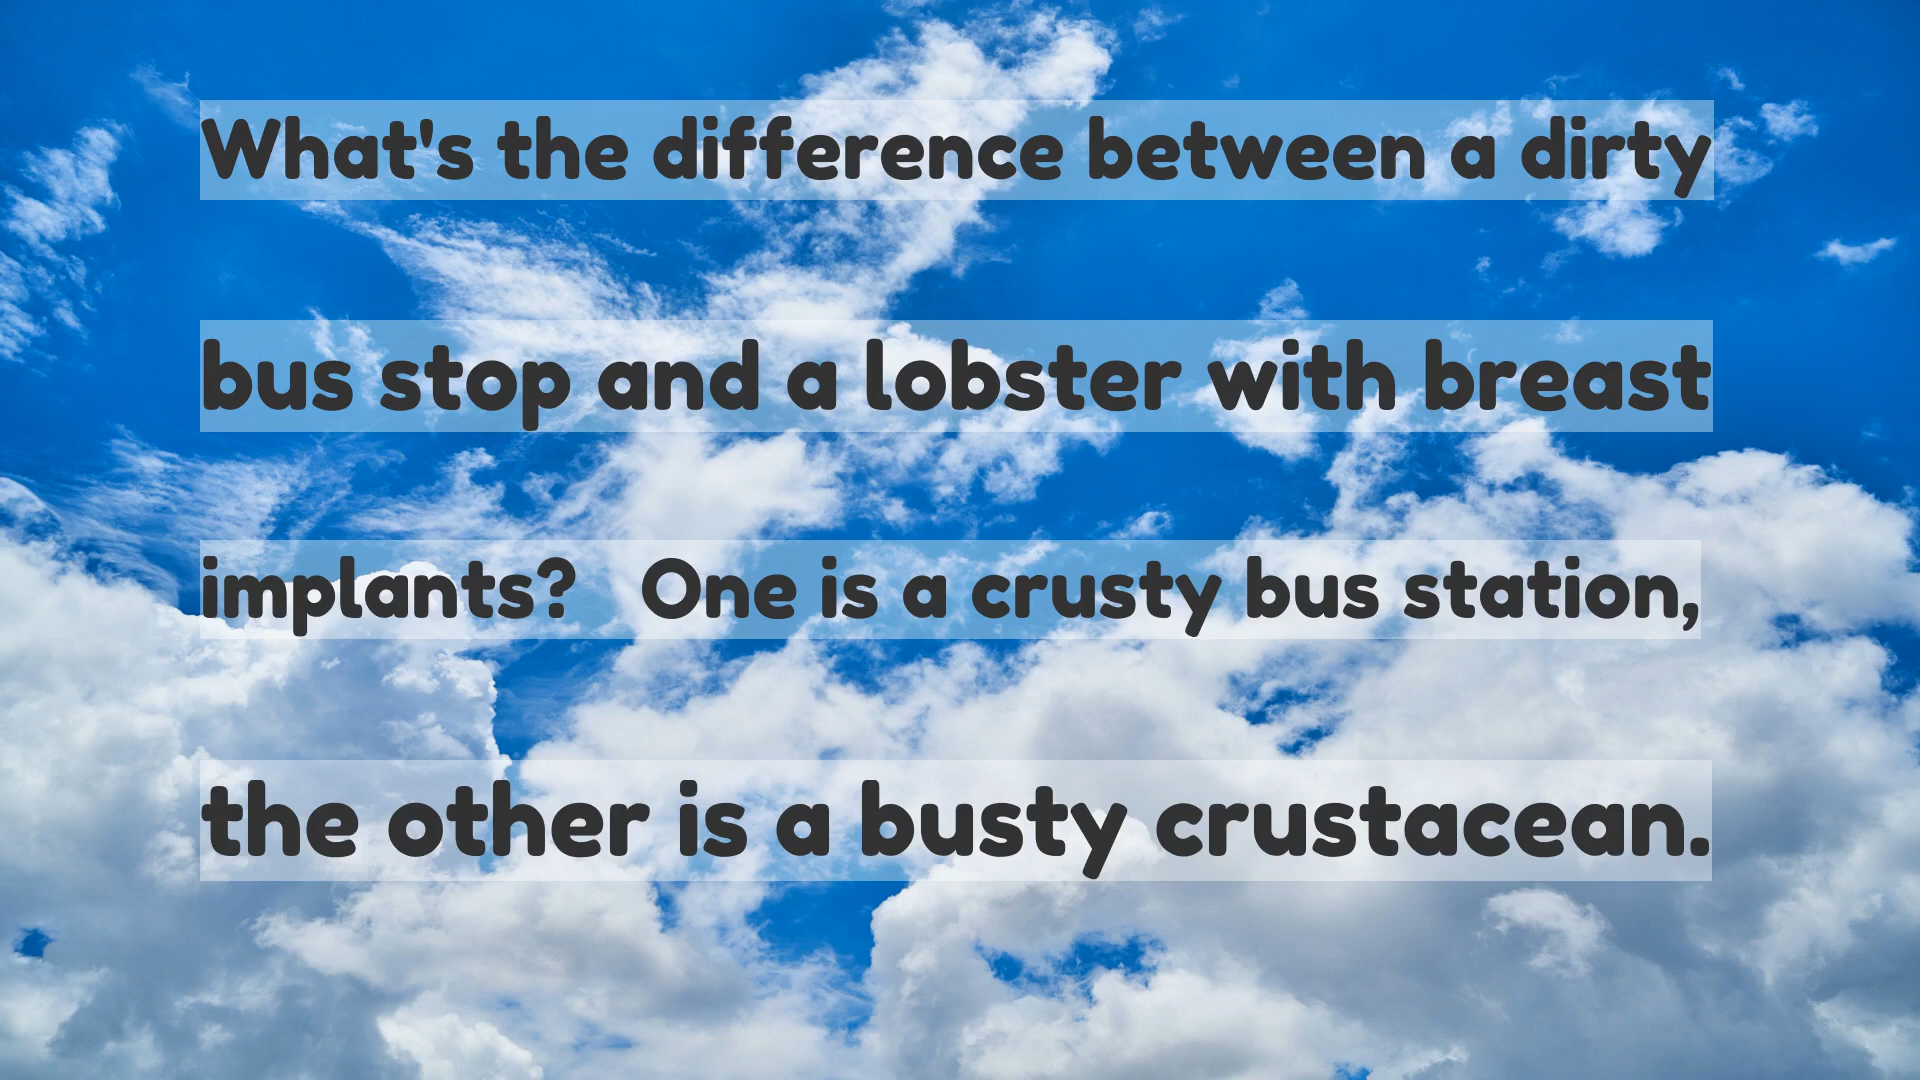 What's the difference between a dirty
bus stop and a lobster with breast
implants?   One is a crusty bus station,
the other is a busty crustacean.